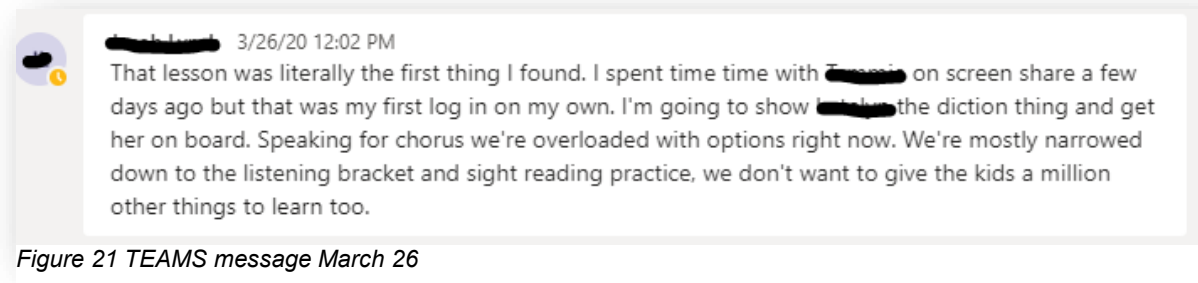 3/26/20 12:02 PM
That lesson was literally the first thing I found. I spent time time with on screen share a few
days ago but that was my first log in on my own. I'm going to show the diction thing and get
her on board. Speaking for chorus we're overloaded with options right now. We're mostly narrowed
down to the listening bracket and sight reading practice, we don't want to give the kids a million
other things to learn too.
Figure 21 TEAMS message March 26